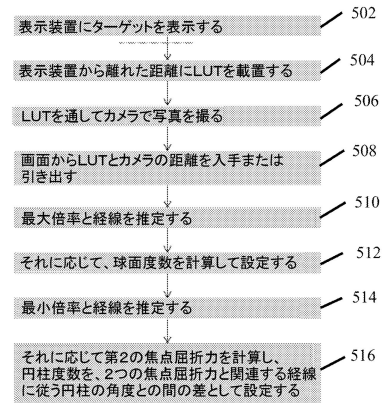 表示装置にターゲットを表示する
502
表示装置から離れた距離にLUTを載置する
504
LUTを通してカメラで写真を撮る
506
画面からLUTとカメラの距離を入手または
引き出す
508
最大倍率と経線を推定する
510
それに応じて、球面度数を計算して設定する
512
最小倍率と経線を推定する
514
それに応じて第2の焦点屈折力を計算し、
円柱度数を、2つの焦点屈折力と関連する経線
に従う円柱の角度との間の差として設定する
516